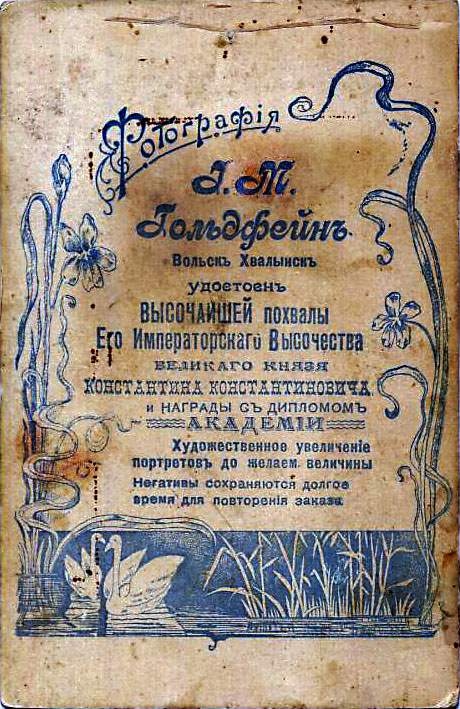 Фотографія
І. М.
Гольдфейнъ.
Вольскъ Хвалынскъ
удостоенъ
ВЫСОЧАЙШЕЙ похвалы
Его Императорскаго Высочества
ВЕЛИКАГО КНЯЗЯ
КОНСТАНТИНА КОНСТАНТИНОВИЧА.
и НАГРАДЫ СЪ ДИПЛОМОМЪ
АКАДЕМІИ
Художественное увеличеніе
портретовъ до желаем. величины
Негативы сохраняются долгое
время для повторенія заказа